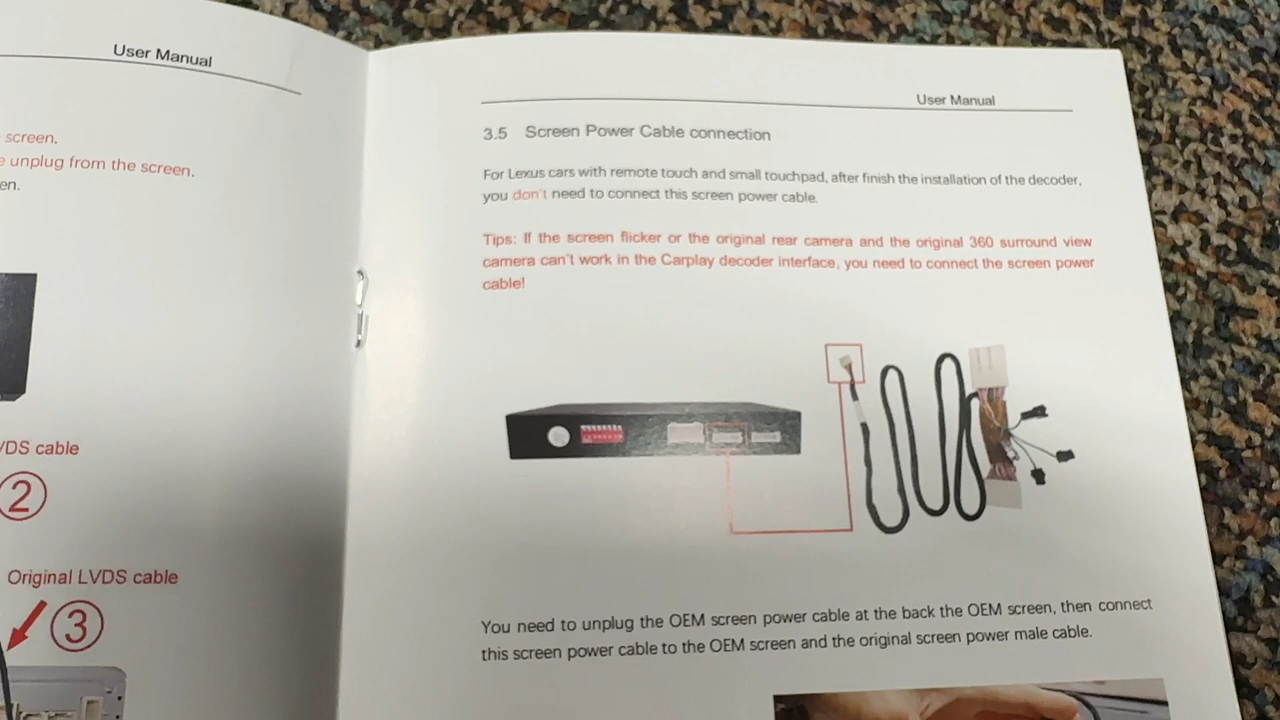 User Manual
screen.
e unplug from the screen.
en.
VDS cable
2
Original LVDS cable
3
User Manual
3.5 Screen Power Cable connection
For Lexus cars with remote touch and small touchpad, after finish the installation of the decoder,
you don't need to connect this screen power cable.
Tips: If the screen flicker or the original rear camera and the original 360 surround view
camera can't work in the Carplay decoder interface, you need to connect the screen power
cable!
You need to unplug the OEM screen power cable at the back the OEM screen, then connect
this screen power cable to the OEM screen and the original screen power male cable.